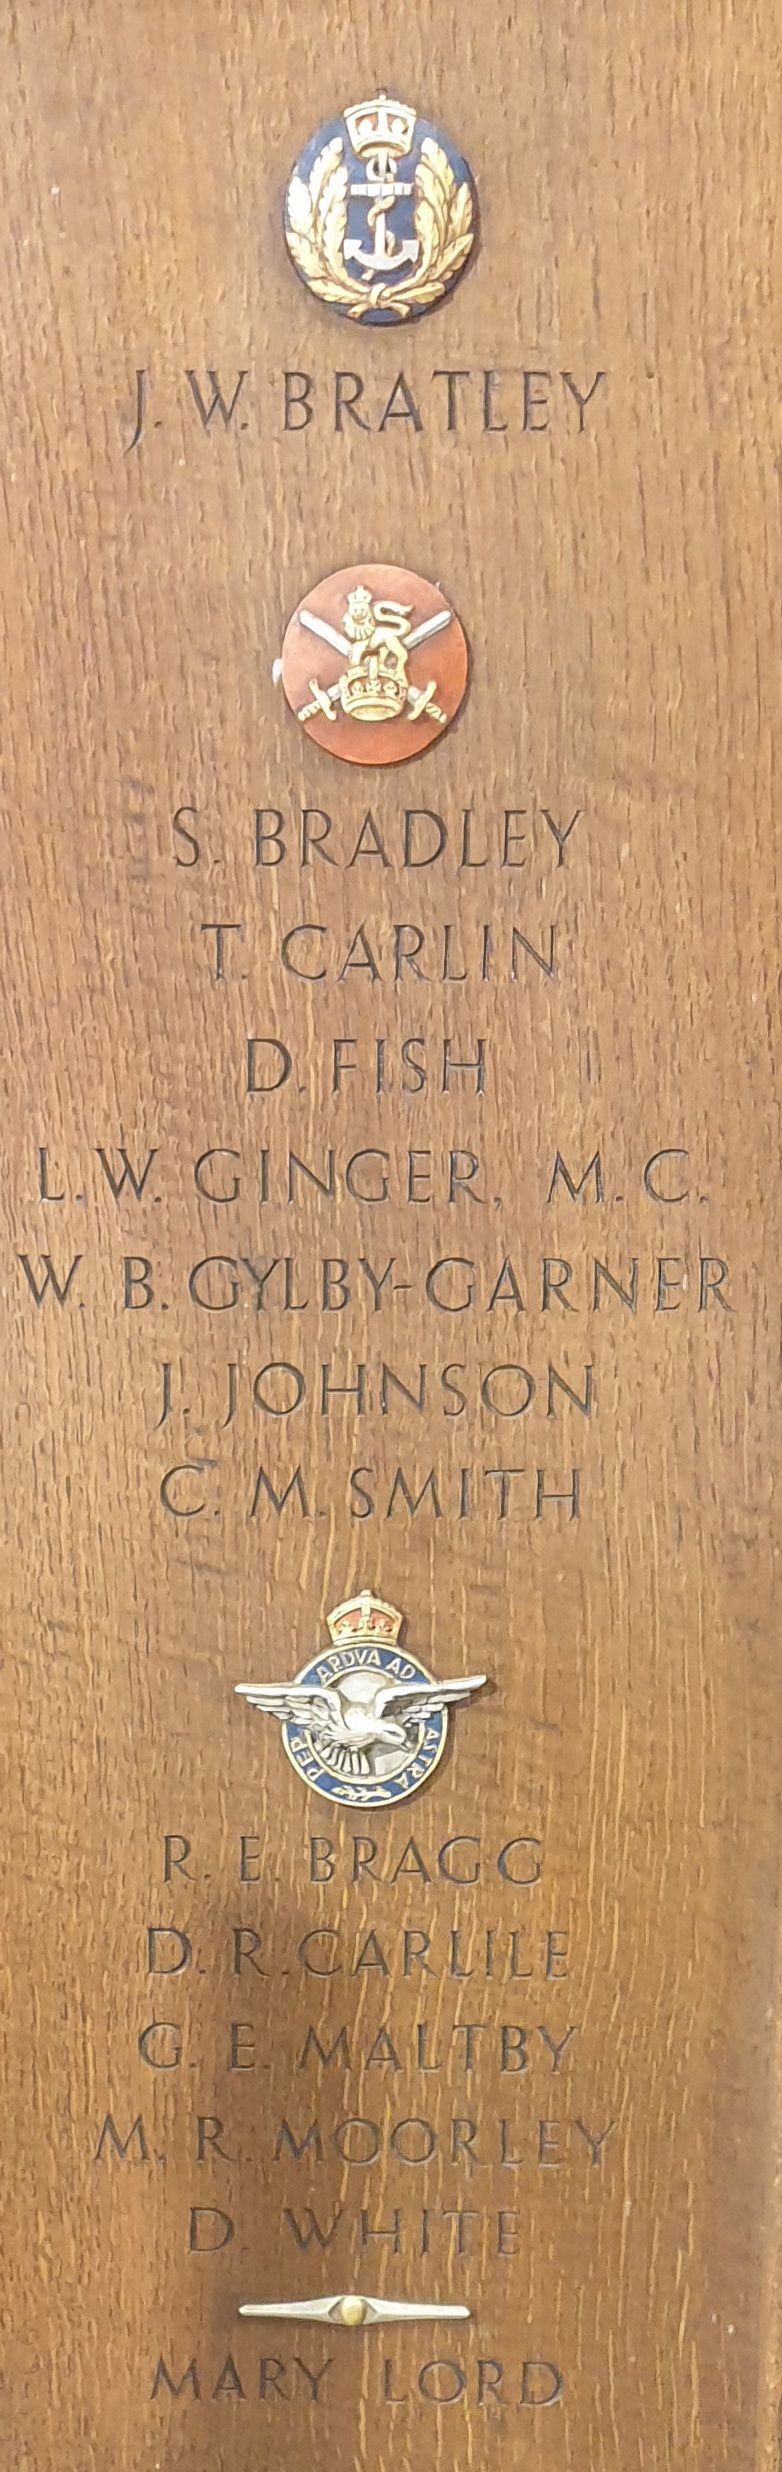 J. W. BRATLEY
S. BRADLEY
T. CARLIN
D. FISH
L. W. GINGER, M. C.
W. B. GYLBY-GARNER
J. JOHNSON
C. M. SMITH
PER ARDVA AD ASTRA
R. E. BRAGG
D. R. CARLILE
G. E. MALTBY
M. R. MOORLEY
D. WHITE
MARY LORD